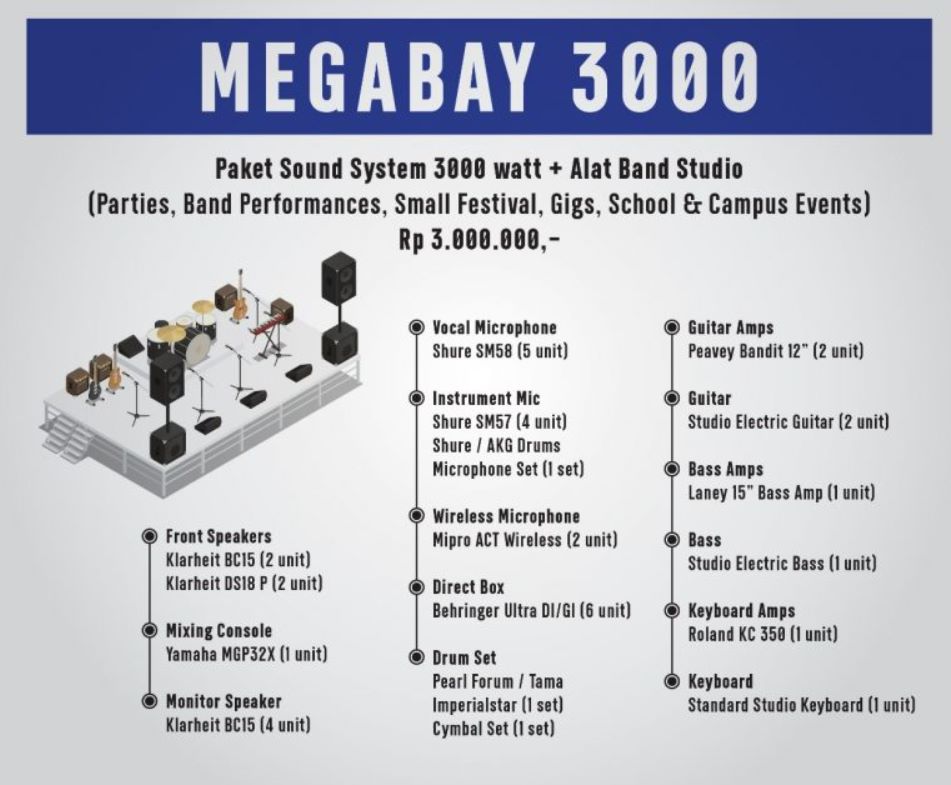 MEGABAY 3000
Paket Sound System 3000 watt + Alat Band Studio
(Parties, Band Performances, Small Festival, Gigs, School & Campus Events)
Rp 3.000.000,-
Front Speakers
Klarheit BC15 (2 unit)
Klarheit DS18 P (2 unit)
Mixing Console
Yamaha MGP32X (1 unit)
Monitor Speaker
Klarheit BC15 (4 unit)
Vocal Microphone
Shure SM58 (5 unit)
Instrument Mic
Shure SM57 (4 unit)
Shure / AKG Drums
Microphone Set (1 set)
Wireless Microphone
Mipro ACT Wireless (2 unit)
Direct Box
Behringer Ultra DI/GI (6 unit)
Drum Set
Pearl Forum / Tama
Imperialstar (1 set)
Cymbal Set (1 set)
Guitar Amps
Peavey Bandit 12” (2 unit)
Guitar
Studio Electric Guitar (2 unit)
Bass Amps
Laney 15” Bass Amp (1 unit)
Bass
Studio Electric Bass (1 unit)
Keyboard Amps
Roland KC 350 (1 unit)
Keyboard
Standard Studio Keyboard (1 unit)